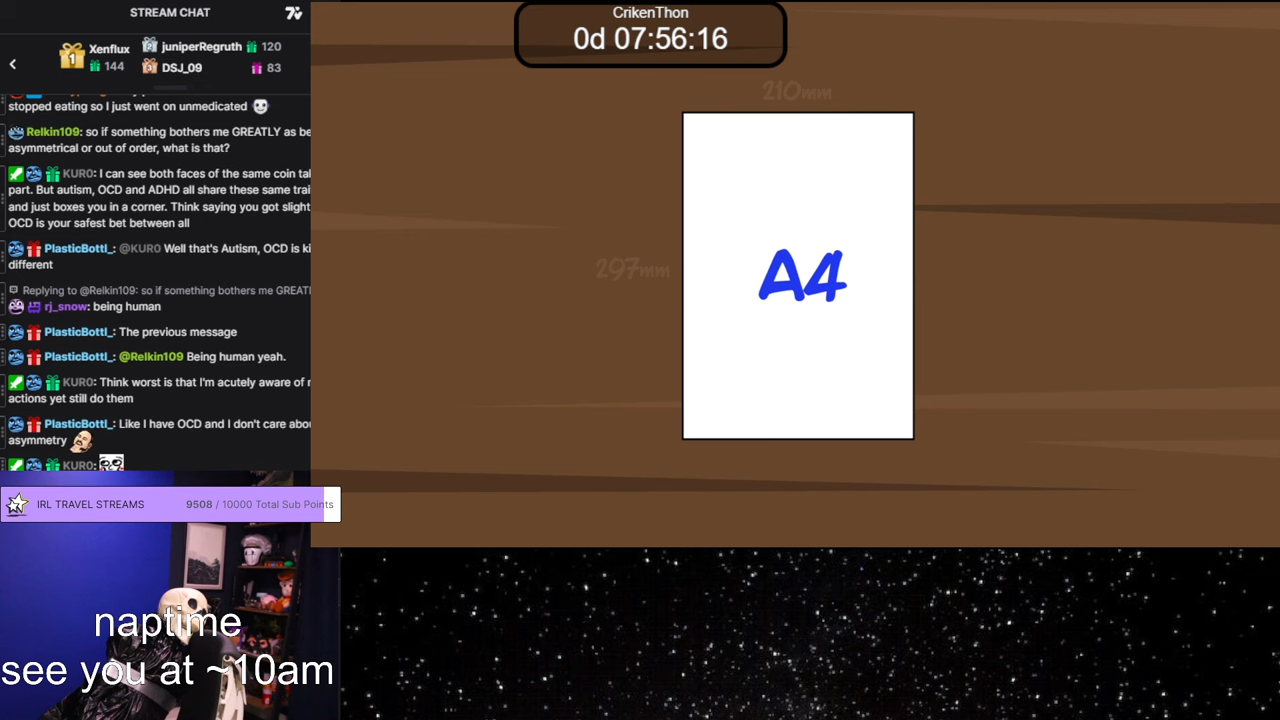 STREAM CHAT
Xenflux
144
juniperRegruth 120
DSJ_09 83
stopped eating so I just went on unmedicated
Relkin109: so if something bothers me GREATLY as be
asymmetrical or out of order, what is that?
KUR0: I can see both faces of the same coin tal
part. But autism, OCD and ADHD all share these same trai
and just boxes you in a corner. Think saying you got slight
OCD is your safest bet between all
PlasticBottl_: @KUR0 Well that's Autism, OCD is ki
different
Replying to @Relkin109: so if something bothers me GREATL
rj_snow: being human
PlasticBottl_: The previous message
PlasticBottl_: @Relkin109 Being human yeah.
KUR0: Think worst is that I'm acutely aware of m
actions yet still do them
PlasticBottl_: Like I have OCD and I don't care abou
asymmetry
KUR0:
IRL TRAVEL STREAMS 9508 / 10000 Total Sub Points
naptime
see you at ~10am
CrikenThon
0d 07:56:16
210mm
297mm
A4